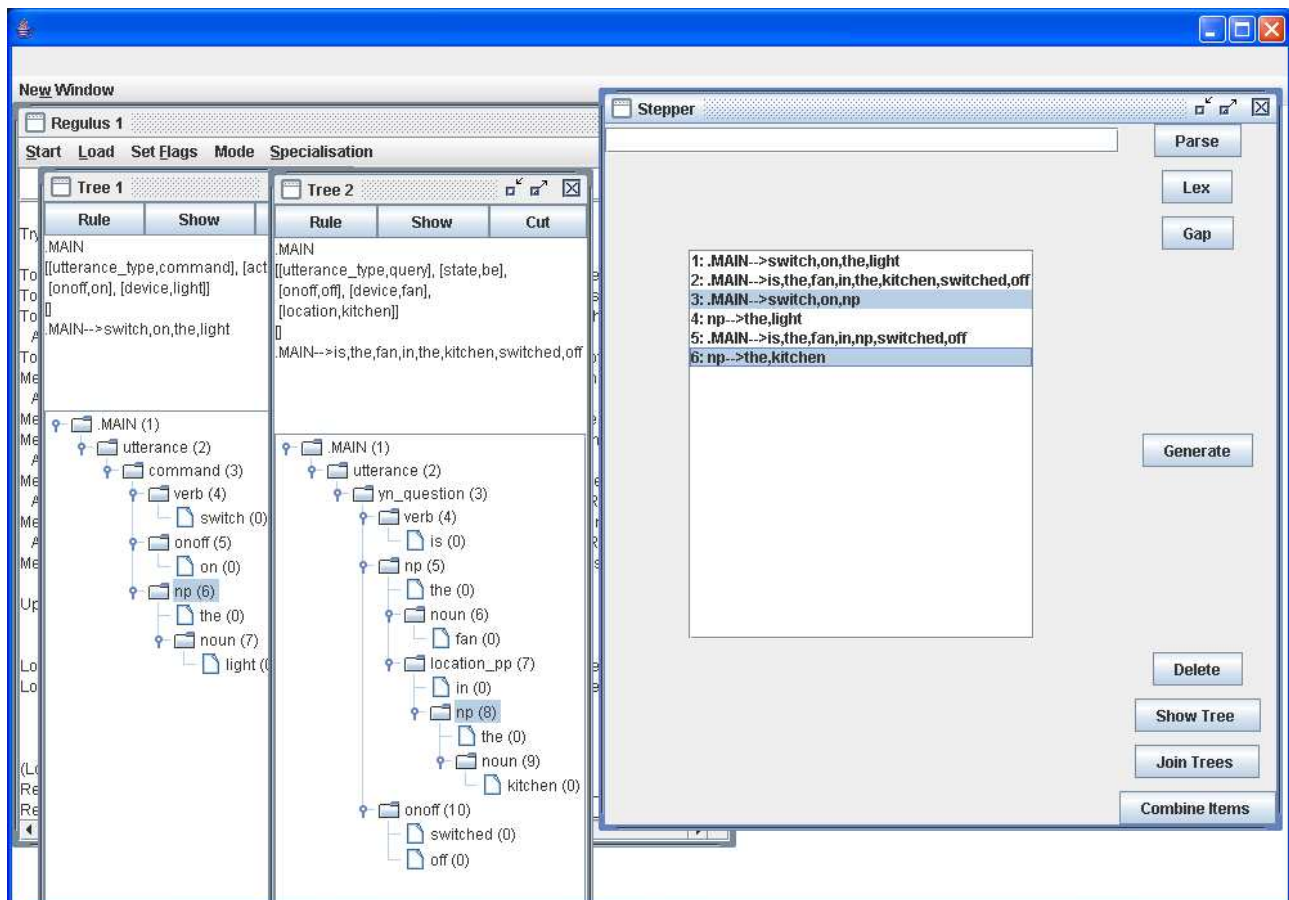 New Window
Regulus 1
Start Load Set Flags Mode Specialisation
Tree 1
Rule Show
.MAIN
[[utterance_type,command], [act
[onoff,on], [device,light]]
[]
.MAIN-->switch,on,the,light
.MAIN (1)
utterance (2)
command (3)
verb (4)
switch (0)
onoff (5)
on (0)
np (6)
the (0)
noun (7)
light (0
Tree 2
Rule Show Cut
.MAIN
[[utterance_type,query], [state,be],
[onoff,off], [device,fan],
[location,kitchen]]
[]
.MAIN-->is,the,fan,in,the,kitchen,switched,off
.MAIN (1)
utterance (2)
yn_question (3)
verb (4)
is (0)
np (5)
the (0)
noun (6)
fan (0)
location_pp (7)
in (0)
np (8)
the (0)
noun (9)
kitchen (0)
onoff (10)
switched (0)
off (0)
Stepper
Parse
Lex
Gap
1: .MAIN-->switch,on,the,light
2: .MAIN-->is,the,fan,in,the,kitchen,switched,off
3: .MAIN-->switch,on,np
4: np-->the,light
5: .MAIN-->is,the,fan,in,np,switched,off
6: np-->the,kitchen
Generate
Delete
Show Tree
Join Trees
Combine Items